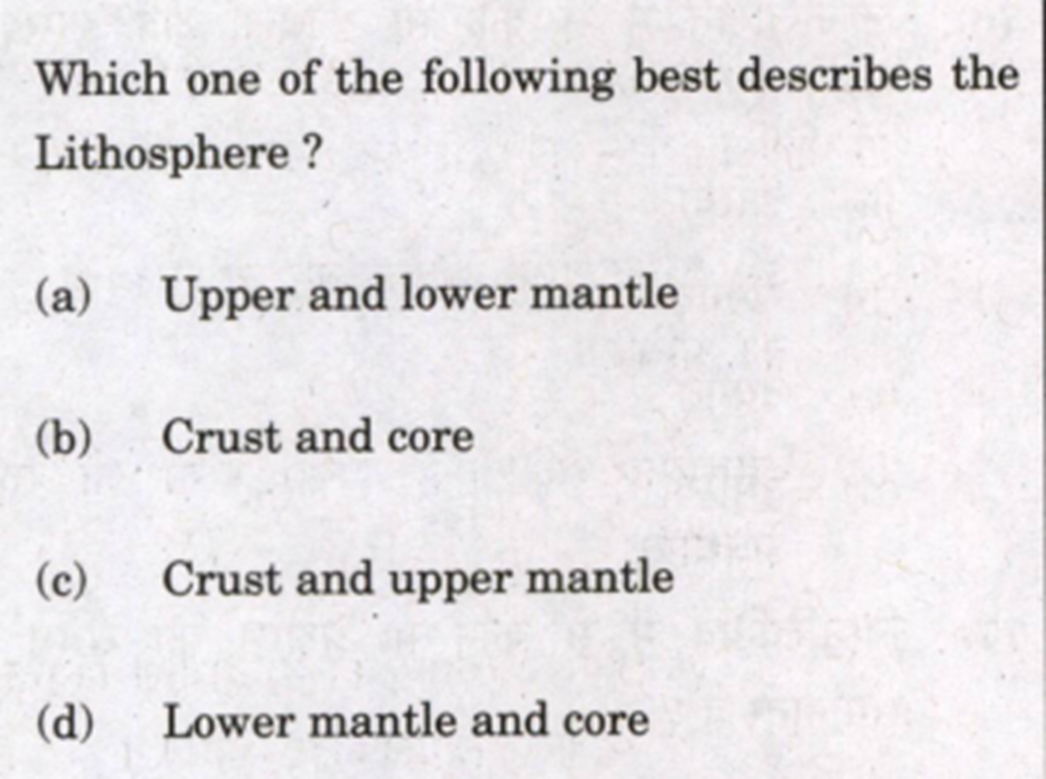 Which one of the following best describes the
Lithosphere ?
(a) Upper and lower mantle
(b) Crust and core
(c) Crust and upper mantle
(d) Lower mantle and core